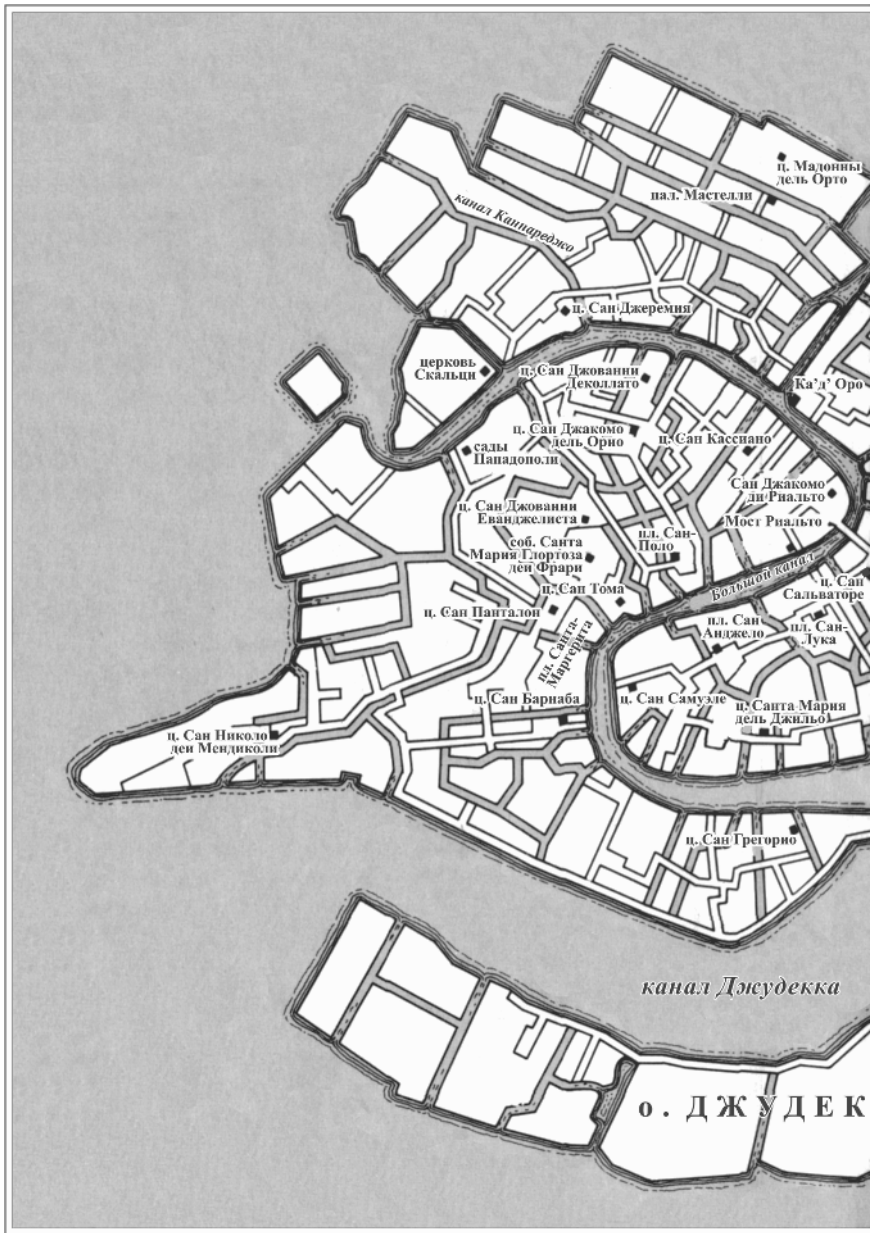 ц. Мадонны
дель Орто
пал. Мастелли
канал Каннареджо
ц. Сан Джеремия
церковь
Скальци
ц. Сан Джованни
Деколлато
Ка’д’ Оро
ц. Сан Джакомо
дель Орио
ц. Сан Кассиано
сады
Пападополи
Сан Джакомо
ди Риальто
ц. Сан Джованни
Еванджелиста
Мост Риальто
пл. Сан-
Поло
соб. Санта
Мария Глортоза
деи Фрари
Большой канал
ц. Сан
Сальваторе
ц. Сан Тома
ц. Сан Панталон
пл. Сан
Анджело
пл. Сан-
Лука
пл. Санта-
Маргерита
ц. Сан Барнаба
ц. Сан Самуэле
ц. Санта Мария
дель Джильо
ц. Сан Николо
деи Мендиколи
ц. Сан Грегорио
канал Джудекка
о. ДЖУДЕК